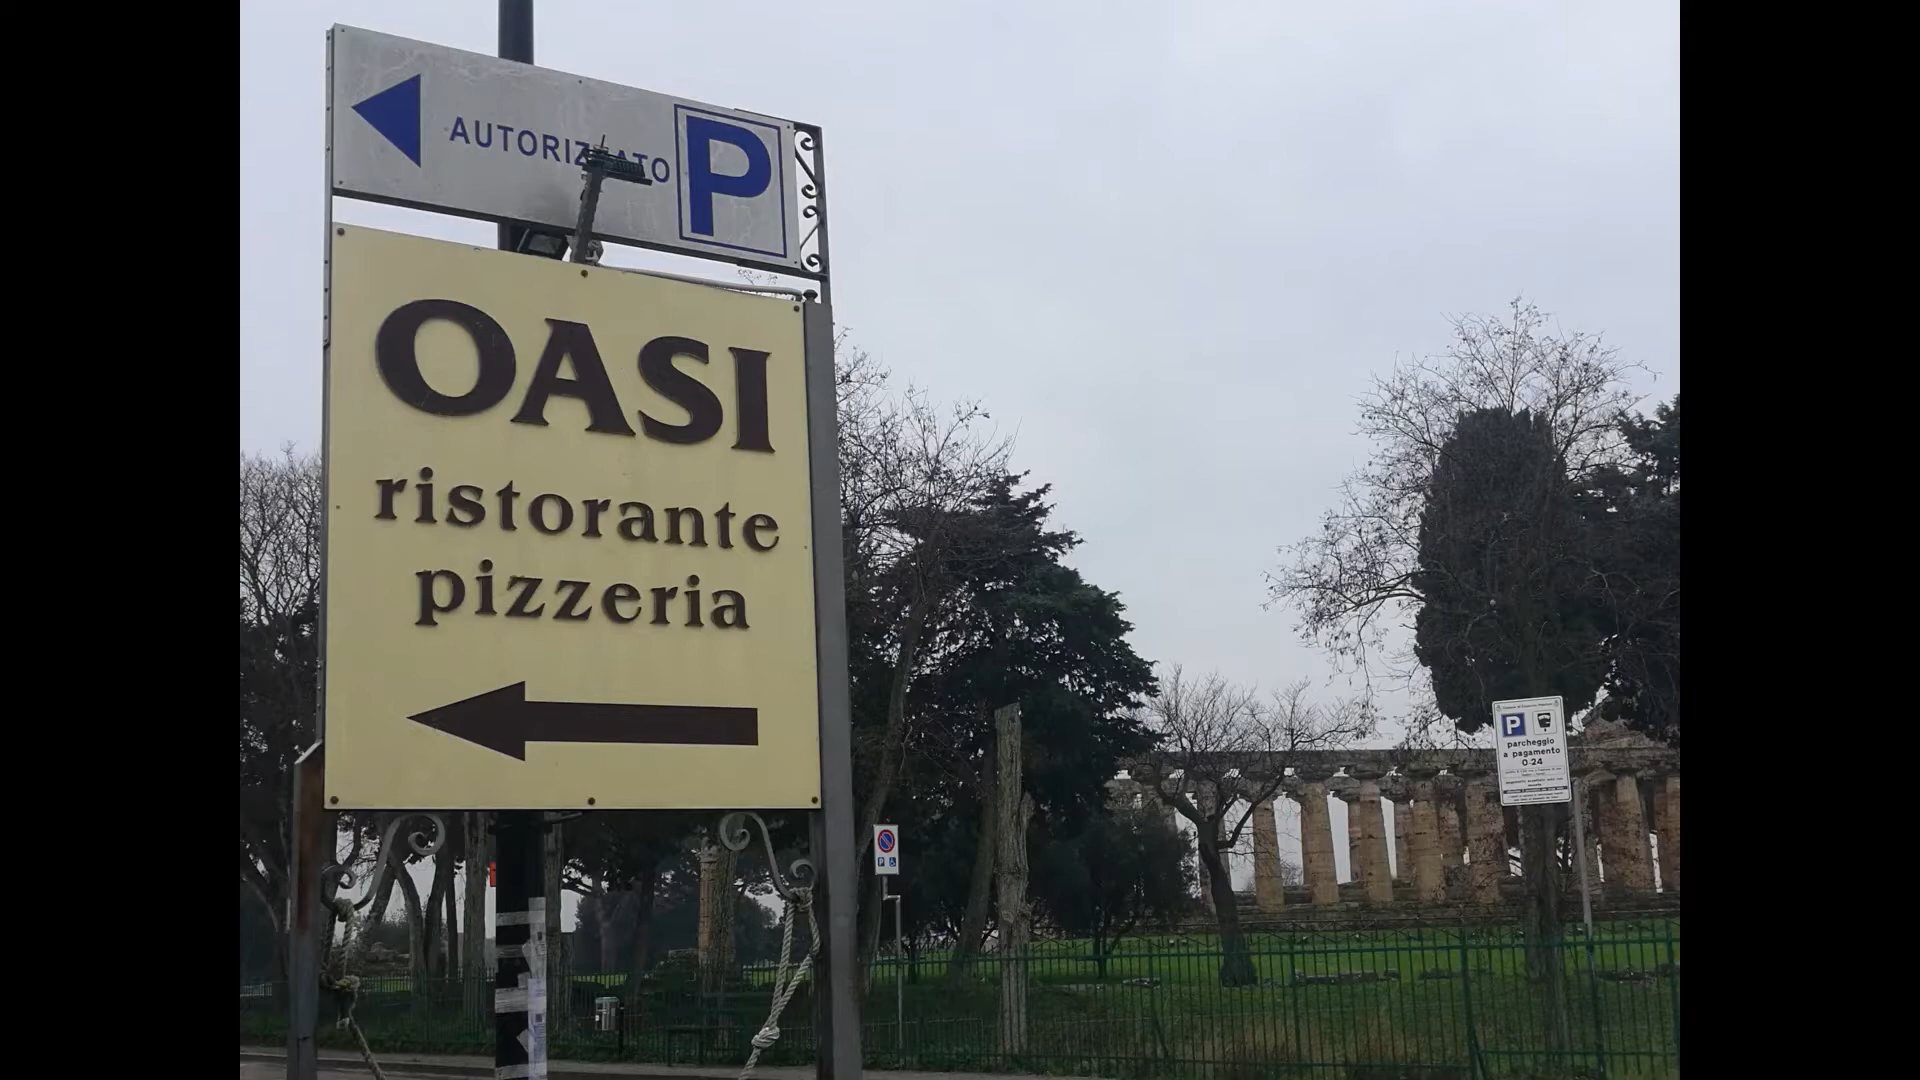 AUTORIZZATO P
OASI
ristorante
pizzeria
P
P
parcheggio
a pagamento
0-24